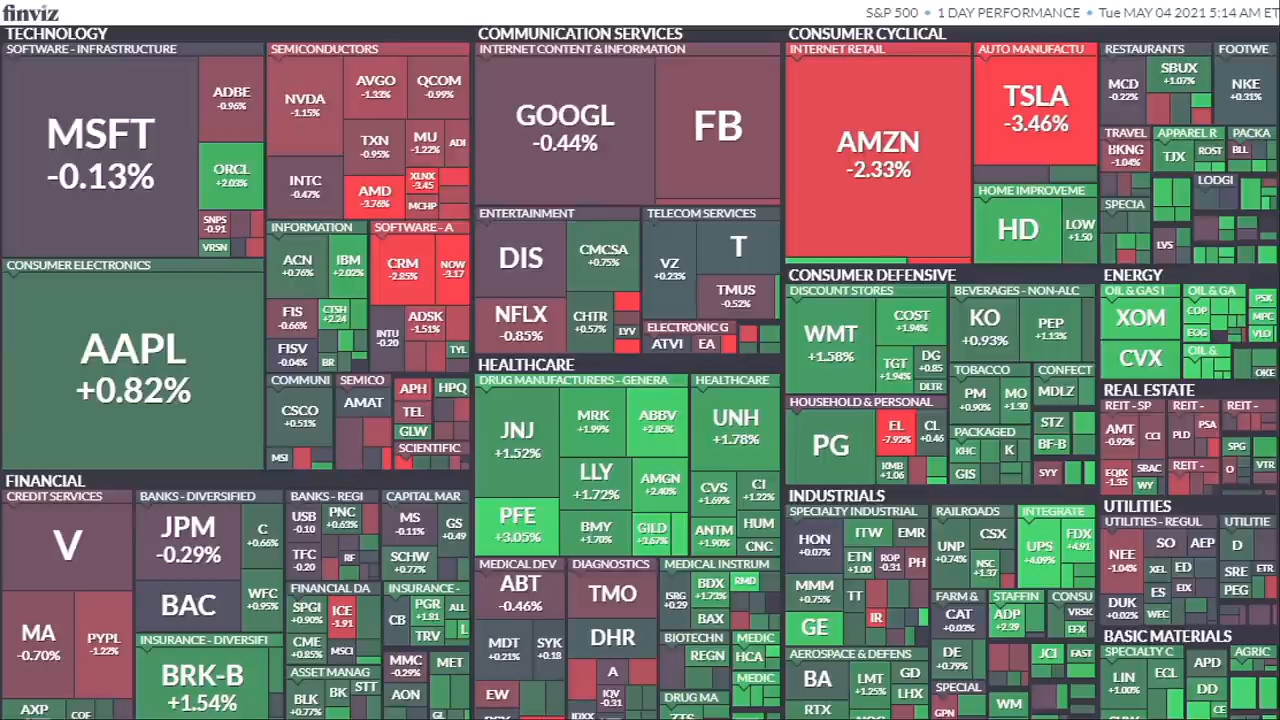 finviz
S&P 500 • 1 DAY PERFORMANCE • Tue MAY 04 2021 5:14 AM ET
TECHNOLOGY
SOFTWARE - INFRASTRUCTURE
MSFT
-0.13%
ADBE
-0.96%
ORCL
+2.03%
SNPS
-0.91
VRSN
SEMICONDUCTORS
NVDA
-1.15%
AVGO
-1.33%
QCOM
-0.99%
TXN
-0.95%
MU
-1.22%
ADI
INTC
-0.47%
AMD
-3.76%
XLNX
-3.45
MCHP
CONSUMER ELECTRONICS
AAPL
+0.82%
INFORMATION
ACN
+0.76%
IBM
+2.02%
FIS
-0.66%
CTSH
+2.24
FISV
-0.04%
BR
SOFTWARE - A
CRM
-2.85%
NOW
-3.17
INTU
-0.20
ADSK
-1.51%
TYL
COMMUNI
CSCO
+0.51%
MSI
SEMICO
AMAT
APH
HPQ
TEL
GLW
SCIENTIFIC
COMMUNICATION SERVICES
INTERNET CONTENT & INFORMATION
GOOGL
-0.44%
FB
ENTERTAINMENT
DIS
CMCSA
+0.75%
NFLX
-0.85%
CHTR
+0.57%
LYV
TELECOM SERVICES
VZ
+0.23%
T
TMUS
-0.52%
ELECTRONIC G
ATVI
EA
CONSUMER CYCLICAL
INTERNET RETAIL
AMZN
-2.33%
AUTO MANUFACTU
TSLA
-3.46%
HOME IMPROVEME
HD
LOW
+1.50
RESTAURANTS
MCD
-0.22%
SBUX
+1.07%
FOOTWE
NKE
+0.31%
TRAVEL
BKNG
-1.04%
APPAREL R
TJX
ROST
PACKA
BLL
LODGI
SPECIA
LVS
CONSUMER DEFENSIVE
DISCOUNT STORES
WMT
+1.58%
COST
+1.94%
TGT
+1.94%
DG
+0.85
DLTR
BEVERAGES - NON-ALC
KO
+0.93%
PEP
+1.13%
TOBACCO
PM
+0.90%
MO
+1.30
CONFECT
MDLZ
HOUSEHOLD & PERSONAL
PG
EL
-7.92%
CL
+0.46
KMB
+1.06
PACKAGED
KHC
K
GIS
STZ
BF-B
SYY
ENERGY
OIL & GAS I
XOM
CVX
OIL & GA
COP
EOG
PSX
MPC
VLO
OIL &
OKE
REAL ESTATE
REIT - SP
AMT
-0.92%
CCI
EQIX
-1.35
SBAC
WY
REIT -
PLD
PSA
REIT -
REIT -
SPG
O
VTR
HEALTHCARE
DRUG MANUFACTURERS - GENERA
JNJ
+1.52%
MRK
+1.99%
ABBV
+2.85%
LLY
+1.72%
AMGN
+2.40%
PFE
+3.05%
BMY
+1.70%
GILD
+3.67%
HEALTHCARE
UNH
+1.78%
CVS
+1.69%
CI
+1.22%
ANTM
+1.90%
HUM
CNC
MEDICAL DEV
ABT
-0.46%
MDT
+0.21%
SYK
+0.18
EW
DIAGNOSTICS
TMO
DHR
A
IQV
-0.31
IDXX
MEDICAL INSTRUM
ISRG
+0.29
BDX
+1.73%
RMD
BAX
BIOTECHN
REGN
MEDIC
HCA
MEDIC
DRUG MA
ZTS
FINANCIAL
CREDIT SERVICES
V
MA
-0.70%
PYPL
-1.22%
AXP
COF
BANKS - DIVERSIFIED
JPM
-0.29%
C
+0.66%
BAC
WFC
+0.95%
INSURANCE - DIVERSIFI
BRK-B
+1.54%
BANKS - REGI
USB
-0.10
PNC
+0.63%
TFC
-0.20
RF
FINANCIAL DA
SPGI
+0.90%
ICE
-1.91
CME
+0.85%
MSCI
ASSET MANAG
BLK
+0.77%
BK
STT
CAPITAL MAR
MS
-0.11%
GS
+0.49
SCHW
+0.77%
INSURANCE -
CB
PGR
+1.81
ALL
TRV
L
MMC
-0.29%
MET
AON
GL
INDUSTRIALS
SPECIALTY INDUSTRIAL
HON
+0.07%
ITW
EMR
ETN
+1.00
ROP
-0.31
PH
MMM
+0.75%
TT
GE
IR
RAILROADS
UNP
+0.74%
CSX
NSC
+1.37
INTEGRATE
UPS
+4.09%
FDX
+4.91
FARM &
CAT
+0.03%
DE
+0.79%
STAFFIN
ADP
+2.39
CONSU
VRSK
EFX
AEROSPACE & DEFENS
BA
LMT
+1.25%
GD
LHX
RTX
JCI
FAST
SPECIAL
GPN
WM
UTILITIES
UTILITIES - REGUL
NEE
-1.04%
SO
AEP
XEL
ED
ES
EIX
DUK
+0.02%
WEC
UTILITIE
D
SRE
ETR
PEG
BASIC MATERIALS
SPECIALTY C
LIN
+1.00%
ECL
APD
DD
CE
AGRIC